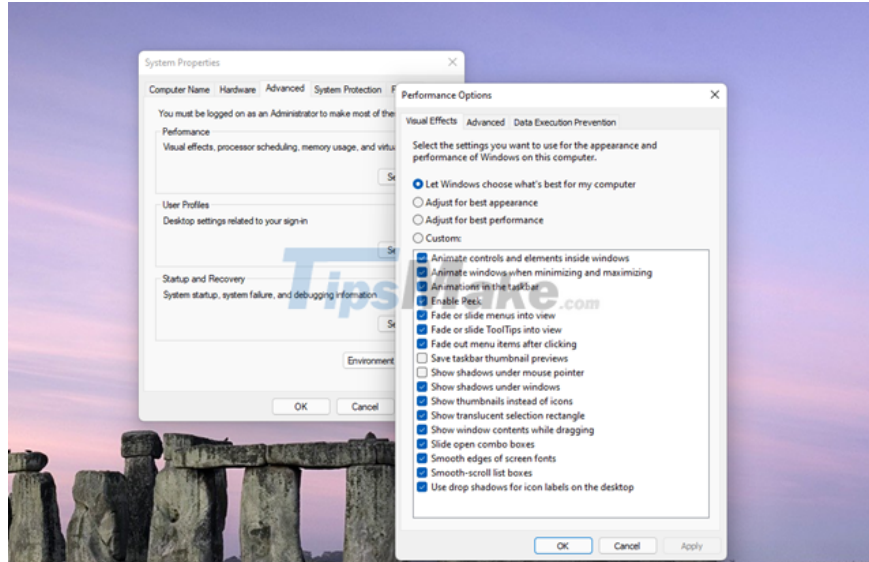 System Properties
Computer Name Hardware Advanced System Protection
You must be logged on as an Administrator to make most of
Performance
Visual effects, processor scheduling, memory usage, and
User Profiles
Desktop settings related to your sign-in
Startup and Recovery
System startup, system failure, and debugging information
Environment
OK Cancel
Performance Options
Visual Effects Advanced Data Execution Prevention
Select the settings you want to use for the appearance and
performance of Windows on this computer.
Let Windows choose what's best for my computer
Adjust for best appearance
Adjust for best performance
Custom:
Animate controls and elements inside windows
Animate windows when minimizing and maximizing
Animations in the taskbar
Enable Peek
Fade or slide menus into view
Fade or slide ToolTips into view
Fade out menu items after clicking
Save taskbar thumbnail previews
Show shadows under mouse pointer
Show shadows under windows
Show thumbnails instead of icons
Show translucent selection rectangle
Show window contents while dragging
Slide open combo boxes
Smooth edges of screen fonts
Smooth-scroll list boxes
Use drop shadows for icon labels on the desktop
OK Cancel Apply
TipsMake.com